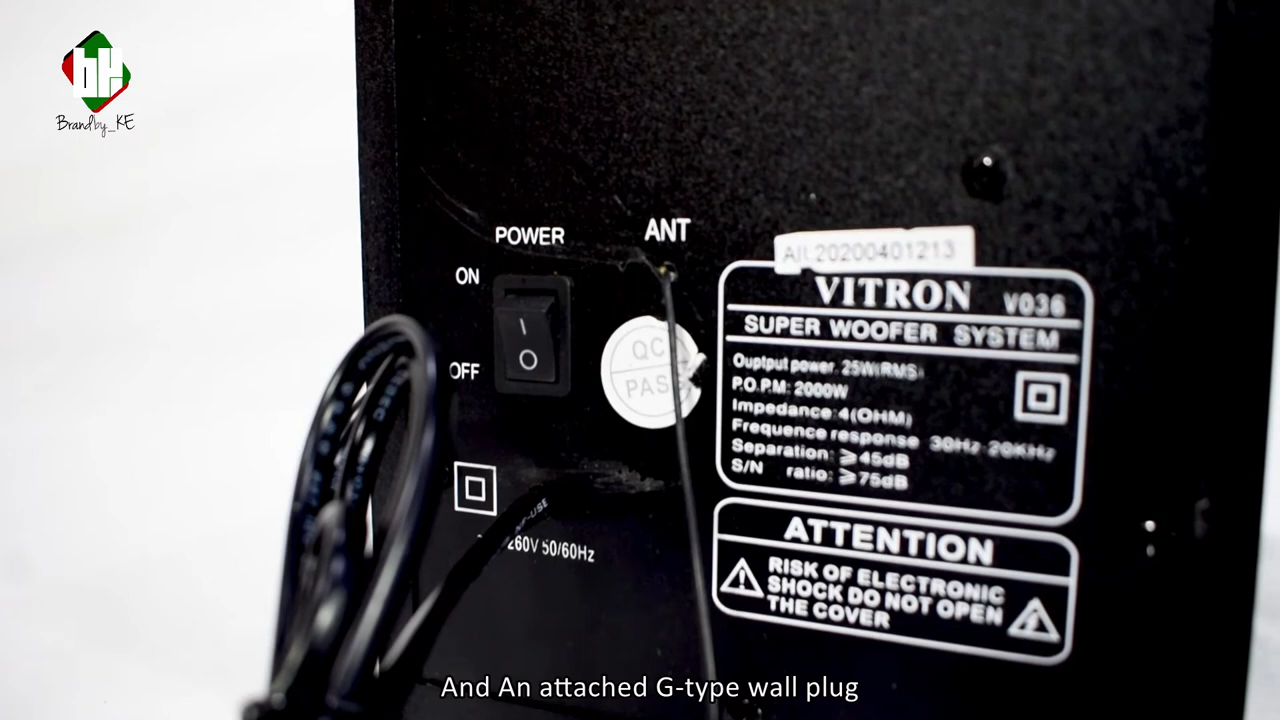 bk
Brandby_KE
POWER
ANT
ON
OFF
QC
PASS
260V 50/60Hz
20200401213
VITRON V036
SUPER WOOFER SYSTEM
Ouptput power 25W(RMS)
P.O.P.M: 2000W
Impedance: 4(OHM)
Frequence response 30Hz 20KHz
Separation: ⩾45dB
S/N ratio: ⩾75dB
ATTENTION
RISK OF ELECTRONIC
SHOCK DO NOT OPEN
THE COVER
And An attached G-type wall plug